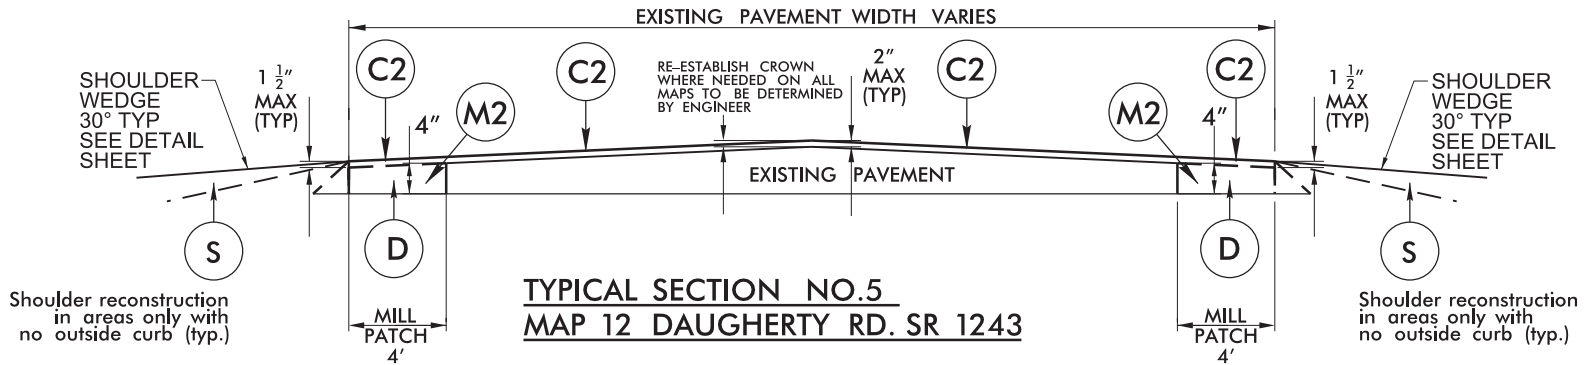 EXISTING PAVEMENT WIDTH VARIES
SHOULDER
WEDGE
30° TYP
SEE DETAIL
SHEET
1 1/2"
MAX
(TYP)
C2
M2
4"
C2
RE-ESTABLISH CROWN
WHERE NEEDED ON ALL
MAPS TO BE DETERMINED
BY ENGINEER
2"
MAX
(TYP)
C2
M2
4"
C2
1 1/2"
MAX
(TYP)
SHOULDER
WEDGE
30° TYP
SEE DETAIL
SHEET
EXISTING PAVEMENT
S
D
D
S
Shoulder reconstruction
in areas only with
no outside curb (typ.)
MILL
PATCH
4'
TYPICAL SECTION NO.5
MAP 12 DAUGHERTY RD. SR 1243
MILL
PATCH
4'
Shoulder reconstruction
in areas only with
no outside curb (typ.)